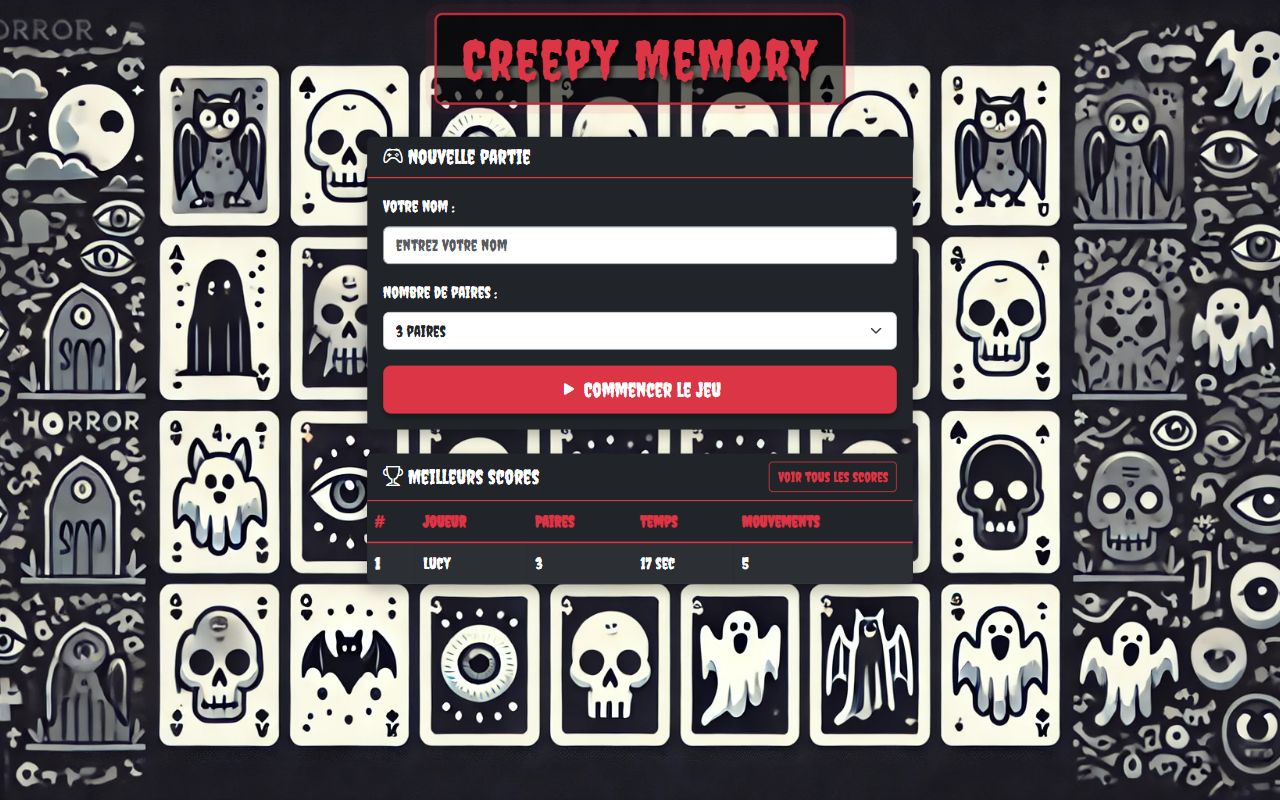 HORROR
CREEPY MEMORY
NOUVELLE PARTIE
VOTRE NOM :
ENTREZ VOTRE NOM
NOMBRE DE PAIRES :
3 PAIRES
COMMENCER LE JEU
HORROR
MEILLEURS SCORES
VOIR TOUS LES SCORES
# JOUEUR PAIRES TEMPS MOUVEMENTS
1 LUCY 3 17 SEC 5